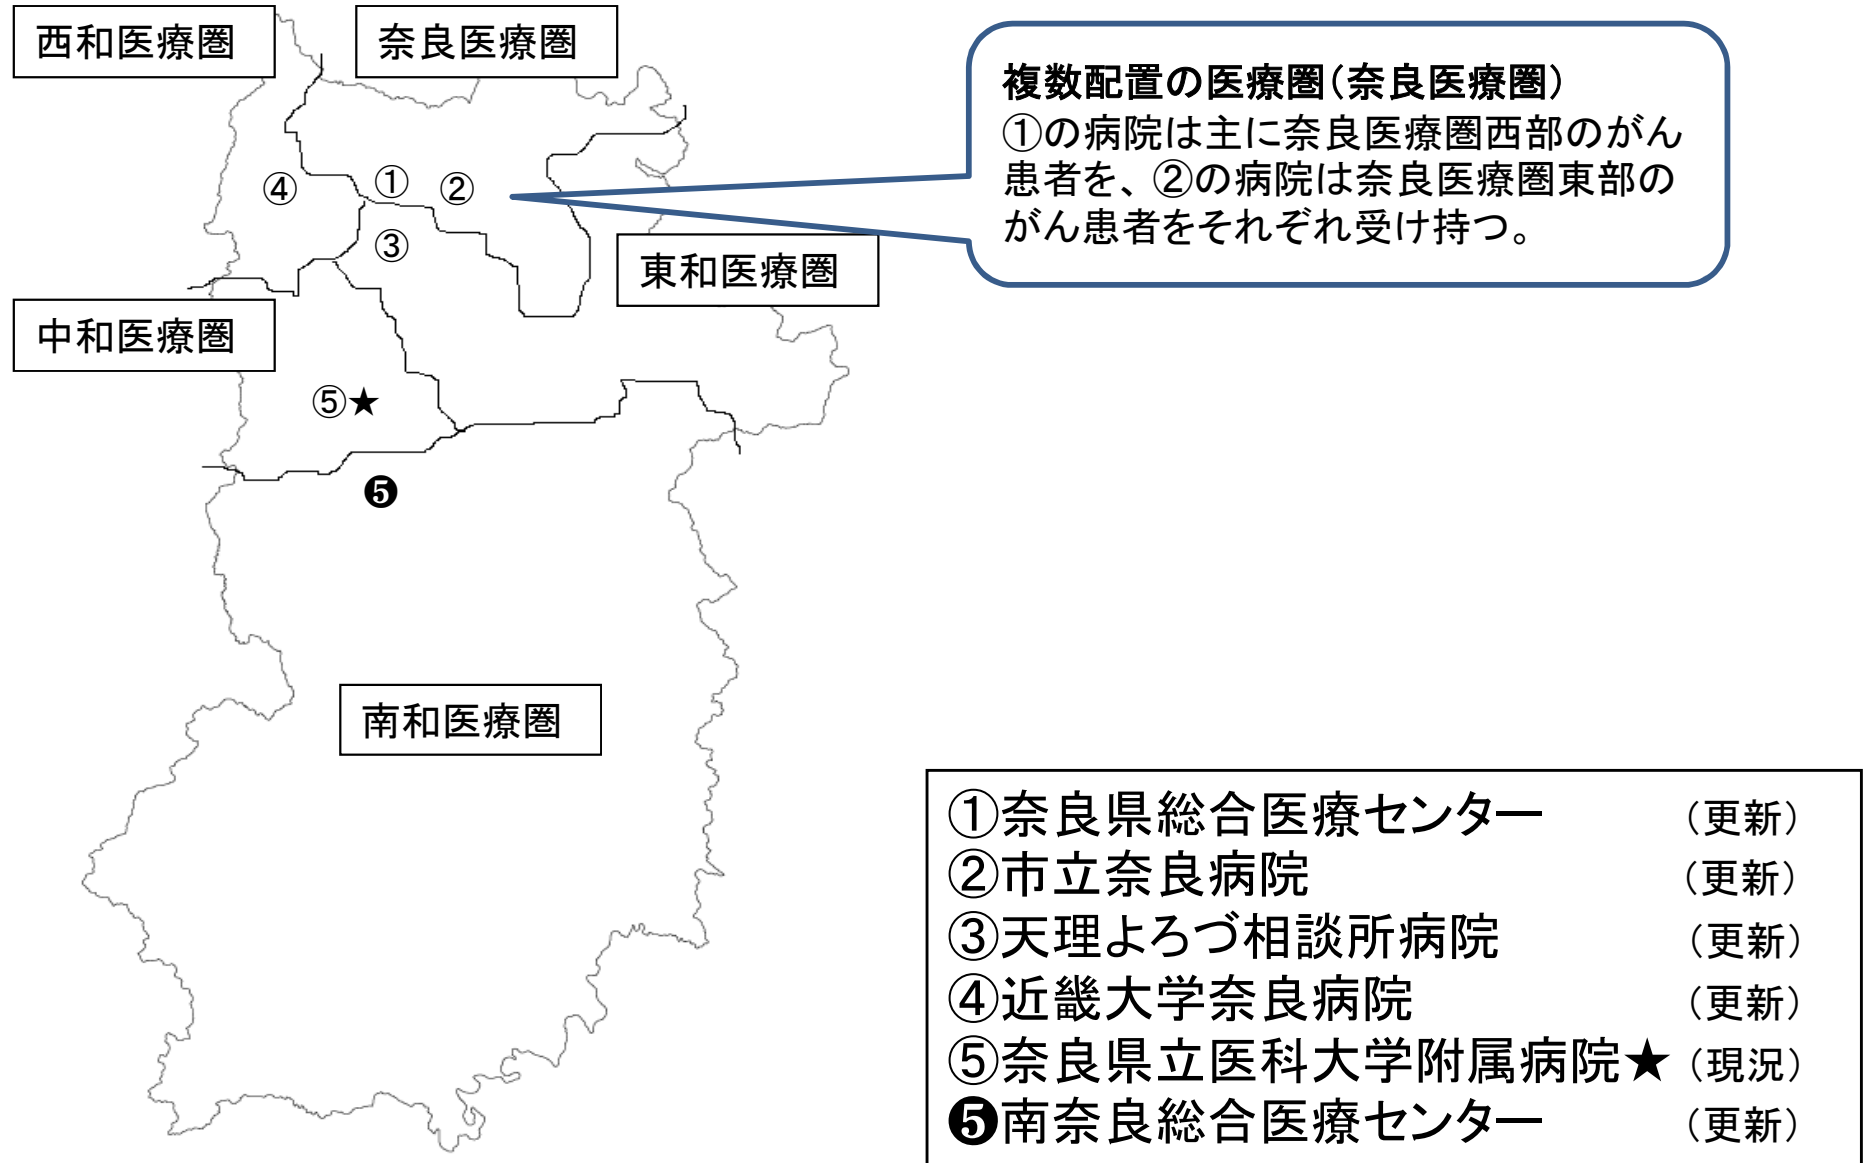 西和医療圏
奈良医療圏
複数配置の医療圏（奈良医療圏）
①の病院は主に奈良医療圏西部のがん
患者を、②の病院は奈良医療圏東部の
がん患者をそれぞれ受け持つ。
④
①
②
③
東和医療圏
中和医療圏
⑤★
❺
南和医療圏
①奈良県総合医療センター （更新）
②市立奈良病院 （更新）
③天理よろづ相談所病院 （更新）
④近畿大学奈良病院 （更新）
⑤奈良県立医科大学附属病院★ （現況）
❺南奈良総合医療センター （更新）